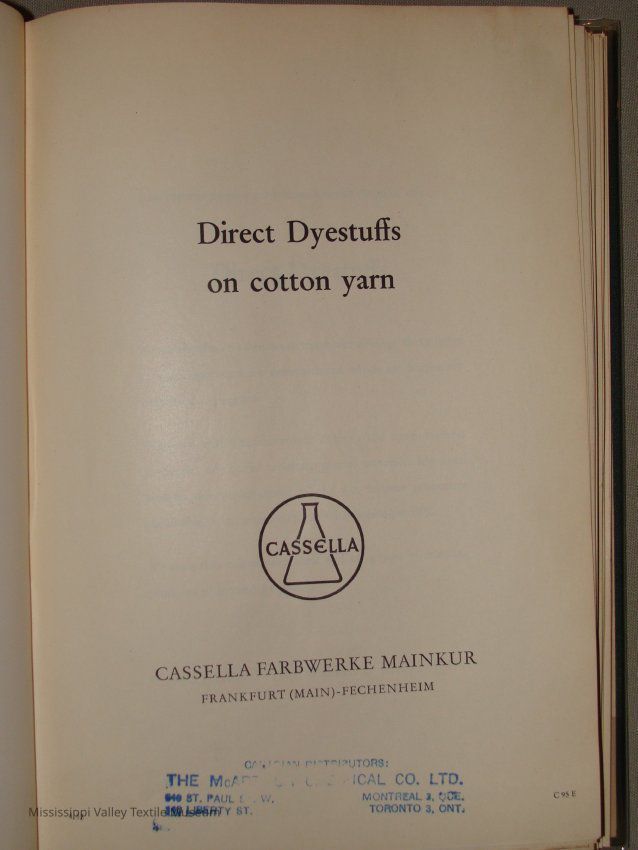 Direct Dyestuffs
on cotton yarn
CASSELLA
CASSELLA FARBWERKE MAINKUR
FRANKFURT (MAIN)-FECHENHEIM
DISTRIBUTORS:
THE CO. LTD.
ST. PAUL W. MONTREAL 3, QUE.
LIBERTY ST. TORONTO 3, ONT.
C 95 E
Mississippi Valley Textile Museum